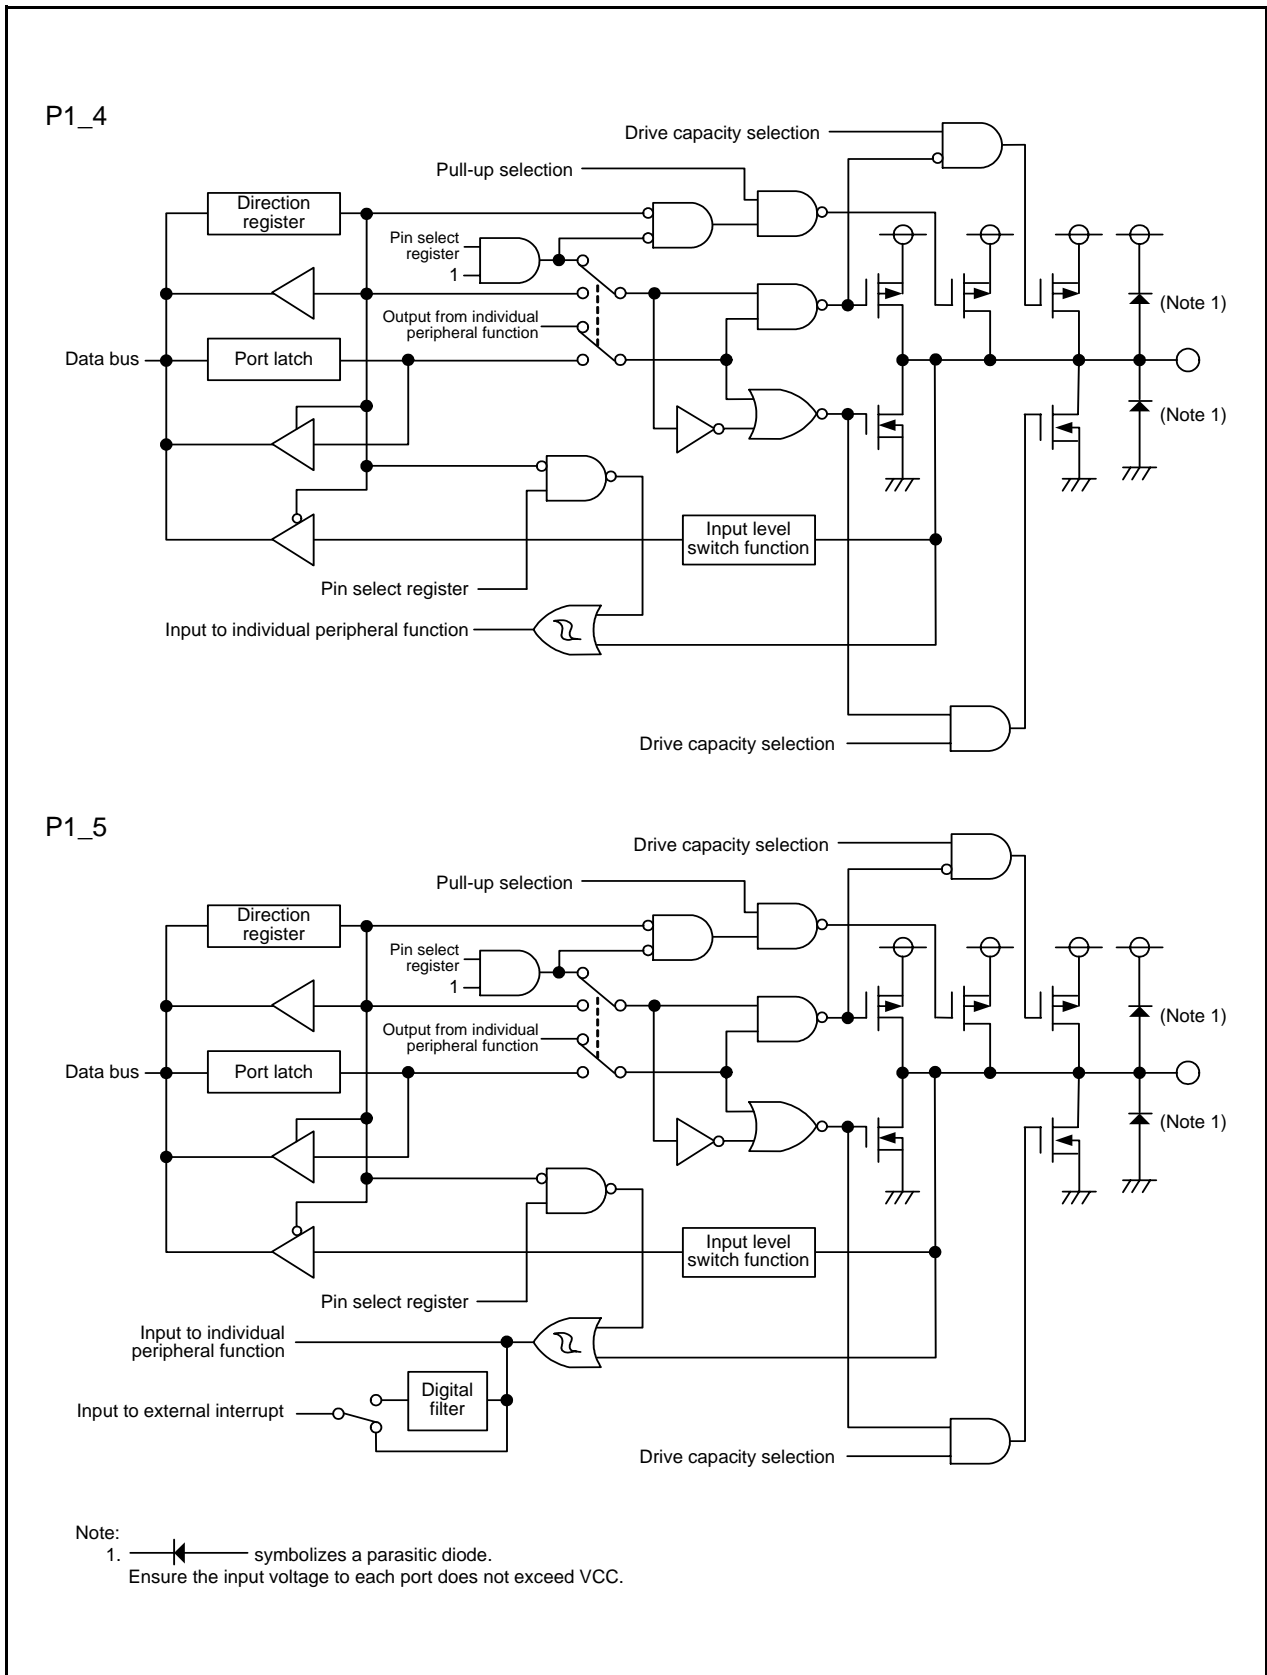 P1_4
Drive capacity selection
Pull-up selection
Direction
register
Pin select
register
1
(Note 1)
Output from individual
peripheral function
Data bus
Port latch
(Note 1)
Input level
switch function
Pin select register
Input to individual peripheral function
Drive capacity selection
P1_5
Drive capacity selection
Pull-up selection
Direction
register
Pin select
register
1
(Note 1)
Output from individual
peripheral function
Data bus
Port latch
(Note 1)
Input level
switch function
Pin select register
Input to individual
peripheral function
Digital
filter
Input to external interrupt
Drive capacity selection
Note:
1. symbolizes a parasitic diode.
Ensure the input voltage to each port does not exceed VCC.